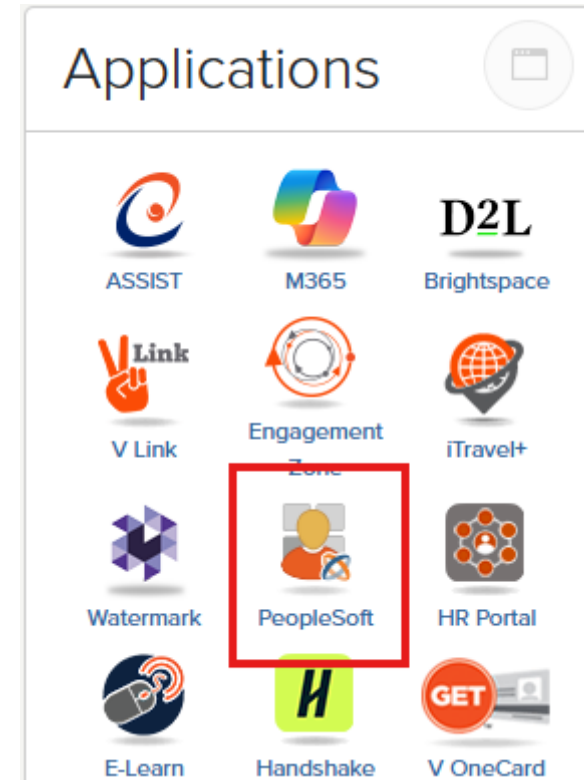 Applications
D2L
ASSIST M365 Brightspace
Link
V Link Engagement Zone iTravel+
Watermark PeopleSoft HR Portal
H
GET
E-Learn Handshake V OneCard